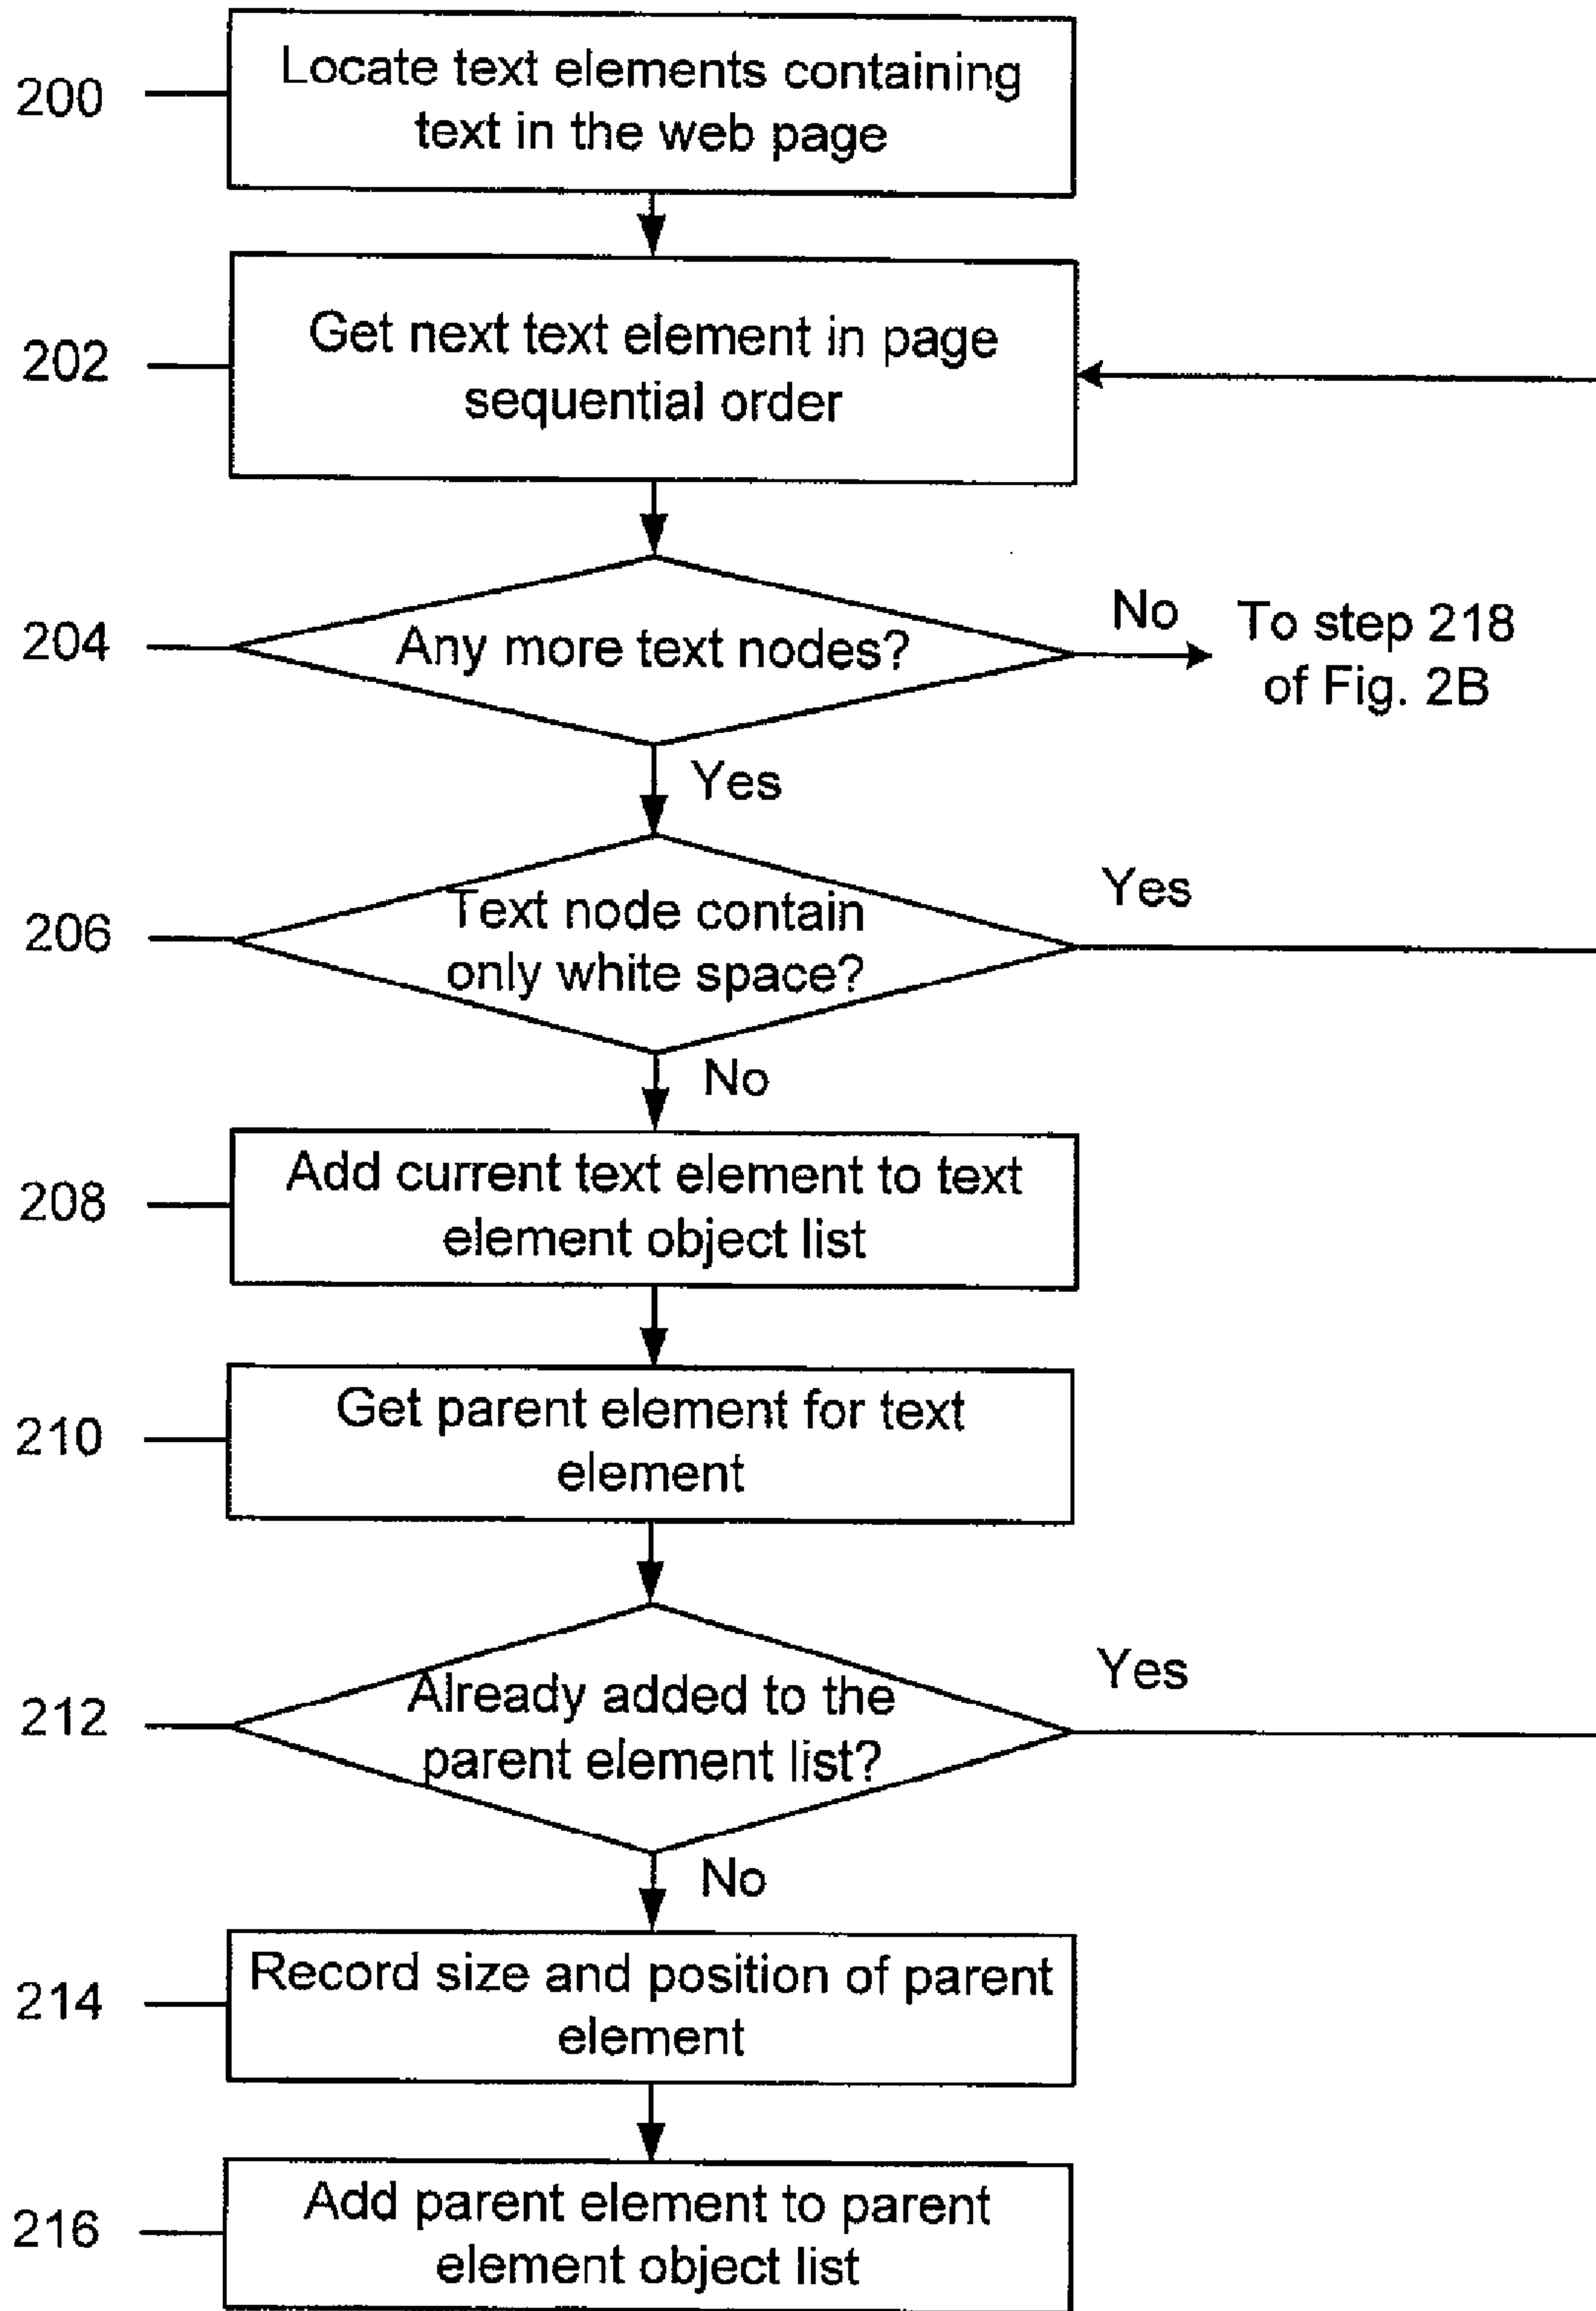 200
Locate text elements containing
text in the web page
202
Get next text element in page
sequential order
204
Any more text nodes?
No
To step 218
of Fig. 2B
Yes
206
Text node contain
only white space?
Yes
No
208
Add current text element to text
element object list
210
Get parent element for text
element
212
Already added to the
parent element list?
Yes
No
214
Record size and position of parent
element
216
Add parent element to parent
element object list